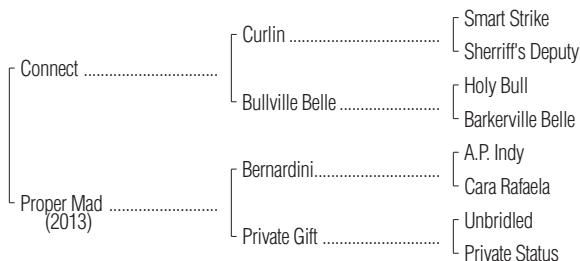 Smart Strike
Curlin ........................................
Sherriff's Deputy
Connect ...................................
Holy Bull
Bullville Belle ............................
Barkerville Belle
A.P. Indy
Bernardini..................................
Cara Rafaela
Proper Mad ............................
(2013)
Unbridled
Private Gift .................................
Private Status